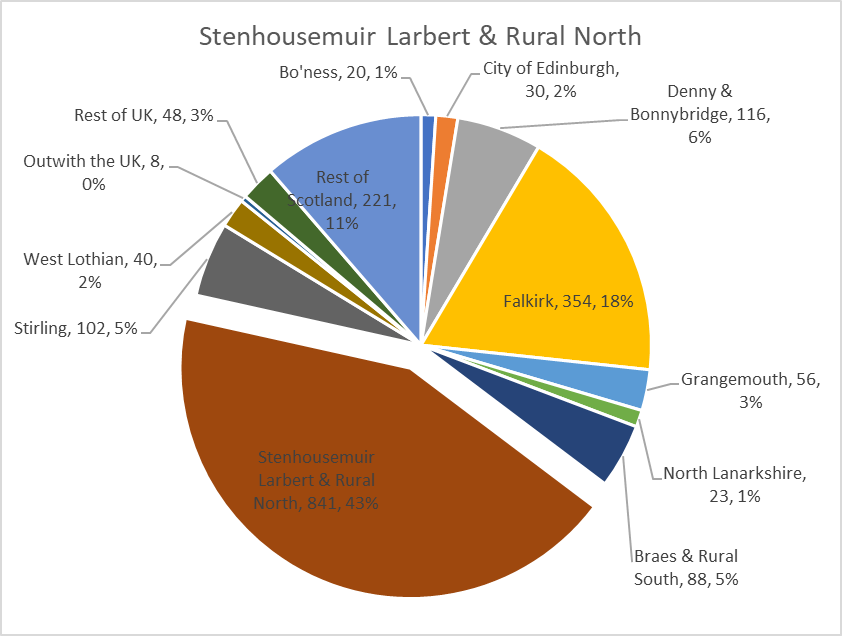 Stenhousemuir Larbert & Rural North
Bo'ness, 20, 1%
City of Edinburgh,
30, 2%
Denny &
Bonnybridge, 116,
6%
Falkirk, 354, 18%
Grangemouth, 56,
3%
North Lanarkshire,
23, 1%
Braes & Rural
South, 88, 5%
Stenhousemuir
Larbert & Rural
North, 841, 43%
Stirling, 102, 5%
West Lothian, 40,
2%
Outwith the UK, 8,
0%
Rest of UK, 48, 3%
Rest of
Scotland, 221,
11%